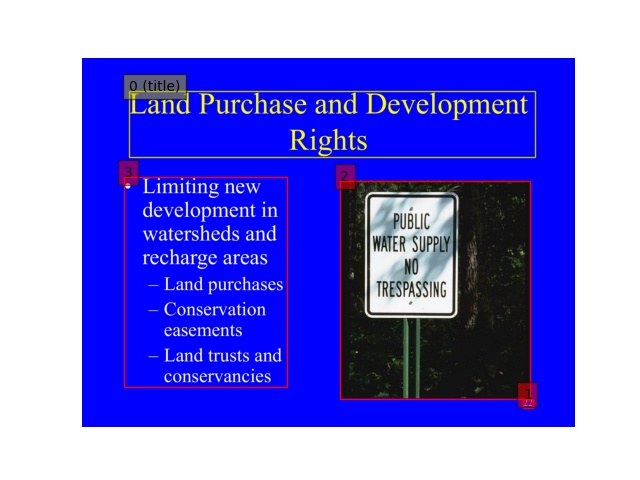 0 (title)
Land Purchase and Development
Rights
3
• Limiting new
development in
watersheds and
recharge areas
– Land purchases
– Conservation
easements
– Land trusts and
conservancies
2
PUBLIC
WATER SUPPLY
NO
TRESPASSING
1
22